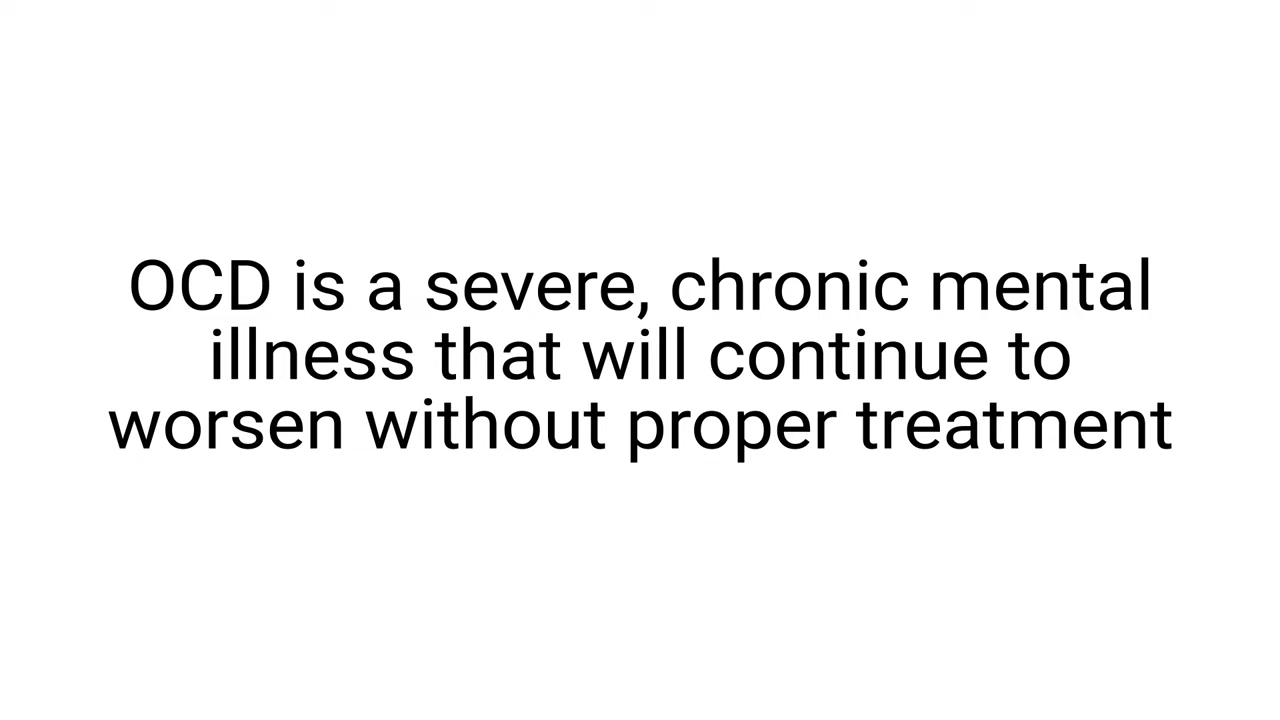 OCD is a severe, chronic mental
illness that will continue to
worsen without proper treatment